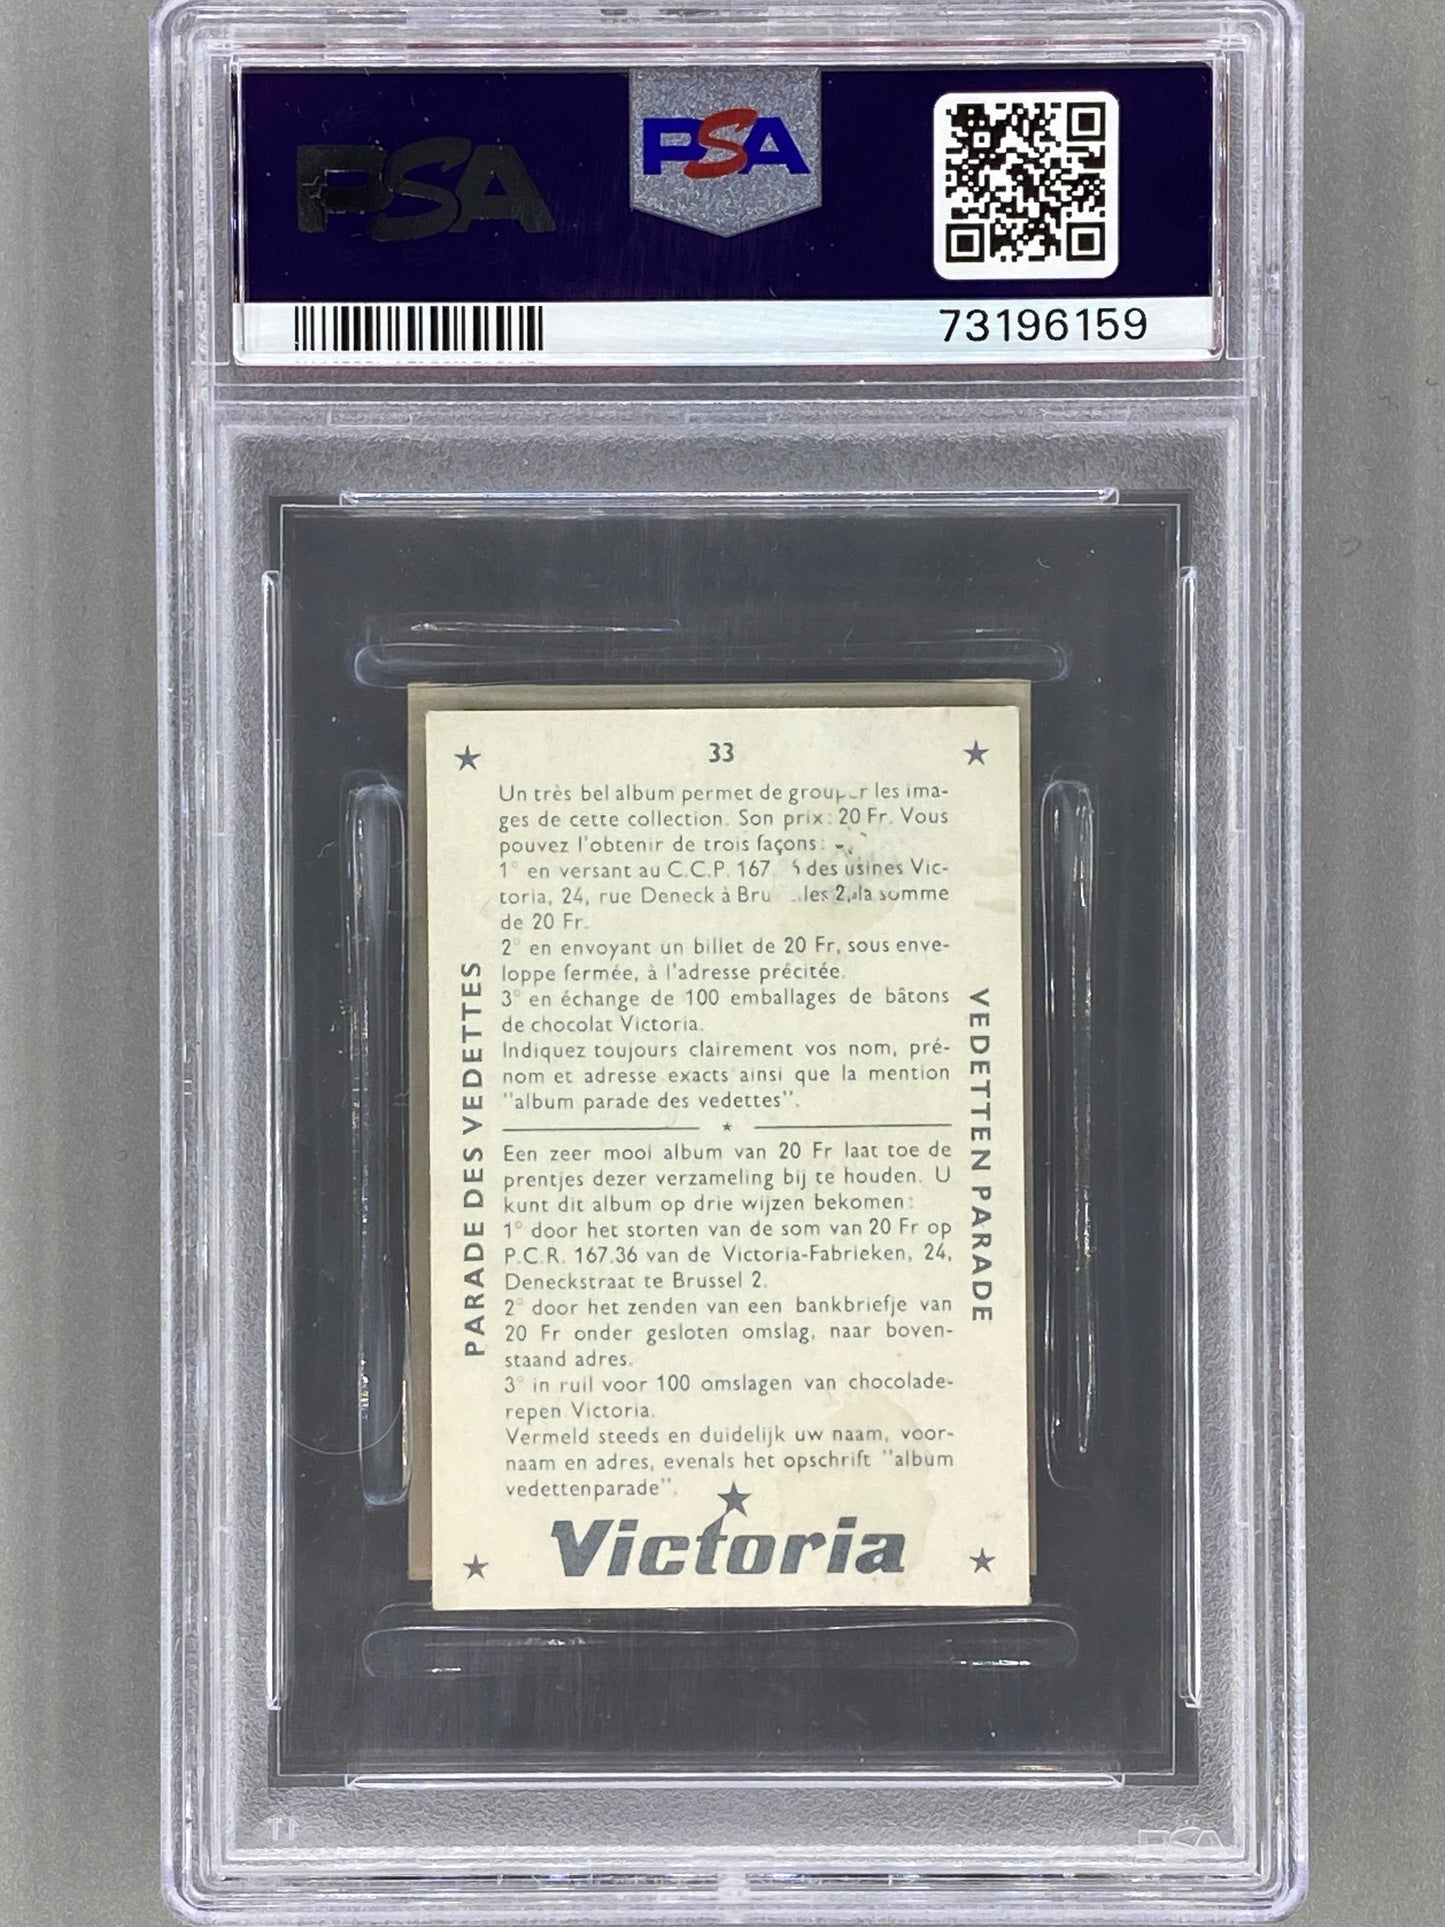 PSA
PSA
73196159
33
Un très bel album permet de les ima-
ges de cette collection. Son prix: 20 Fr. Vous
pouvez l'obtenir de trois façons:
1° en versant au C.C.P. 167. des usines Vic-
toria, 24, rue Deneck à 2, la somme
de 20 Fr.
2° en envoyant un billet de 20 Fr, sous enve-
loppe fermée, à l'adresse précitée.
3° en échange de 100 emballages de bâtons
de chocolat Victoria.
Indiquez toujours clairement vos nom, pré-
nom et adresse exacts ainsi que la mention
"album parade des vedettes".
Een zeer mooi album van 20 Fr laat toe de
prentjes dezer verzameling bij te houden. U
kunt dit album op drie wijzen bekomen:
1° door het storten van de som van 20 Fr op
P.C.R. 167.36 van de Victoria-Fabrieken, 24,
Deneckstraat te Brussel 2.
2° door het zenden van een bankbriefje van
20 Fr onder gesloten omslag, naar boven-
staand adres.
3° in ruil voor 100 omslagen van chocolade-
repen Victoria.
Vermeld steeds en duidelijk uw naam, voor-
naam en adres, evenals het opschrift "album
vedettenparade".
PARADE DES VEDETTES
VEDETTEN PARADE
Victoria
PSA